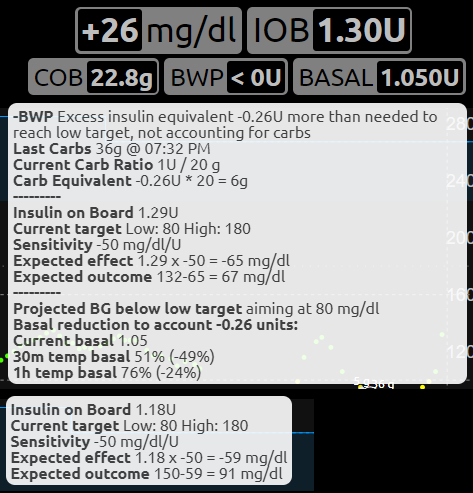 +26 mg/dl IOB 1.30U
COB 22.8g BWP < 0U BASAL 1.050U
-BWP Excess insulin equivalent -0.26U more than needed to
reach low target, not accounting for carbs
Last Carbs 36g @ 07:32 PM
Current Carb Ratio 1U / 20 g
Carb Equivalent -0.26U * 20 = 6g
---------
Insulin on Board 1.29U
Current target Low: 80 High: 180
Sensitivity -50 mg/dl/U
Expected effect 1.29 x -50 = -65 mg/dl
Expected outcome 132-65 = 67 mg/dl
---------
Projected BG below low target aiming at 80 mg/dl
Basal reduction to account -0.26 units:
Current basal 1.05
30m temp basal 51% (-49%)
1h temp basal 76% (-24%)
280
240
200
160
120
Insulin on Board 1.18U
Current target Low: 80 High: 180
Sensitivity -50 mg/dl/U
Expected effect 1.18 x -50 = -59 mg/dl
Expected outcome 150-59 = 91 mg/dl